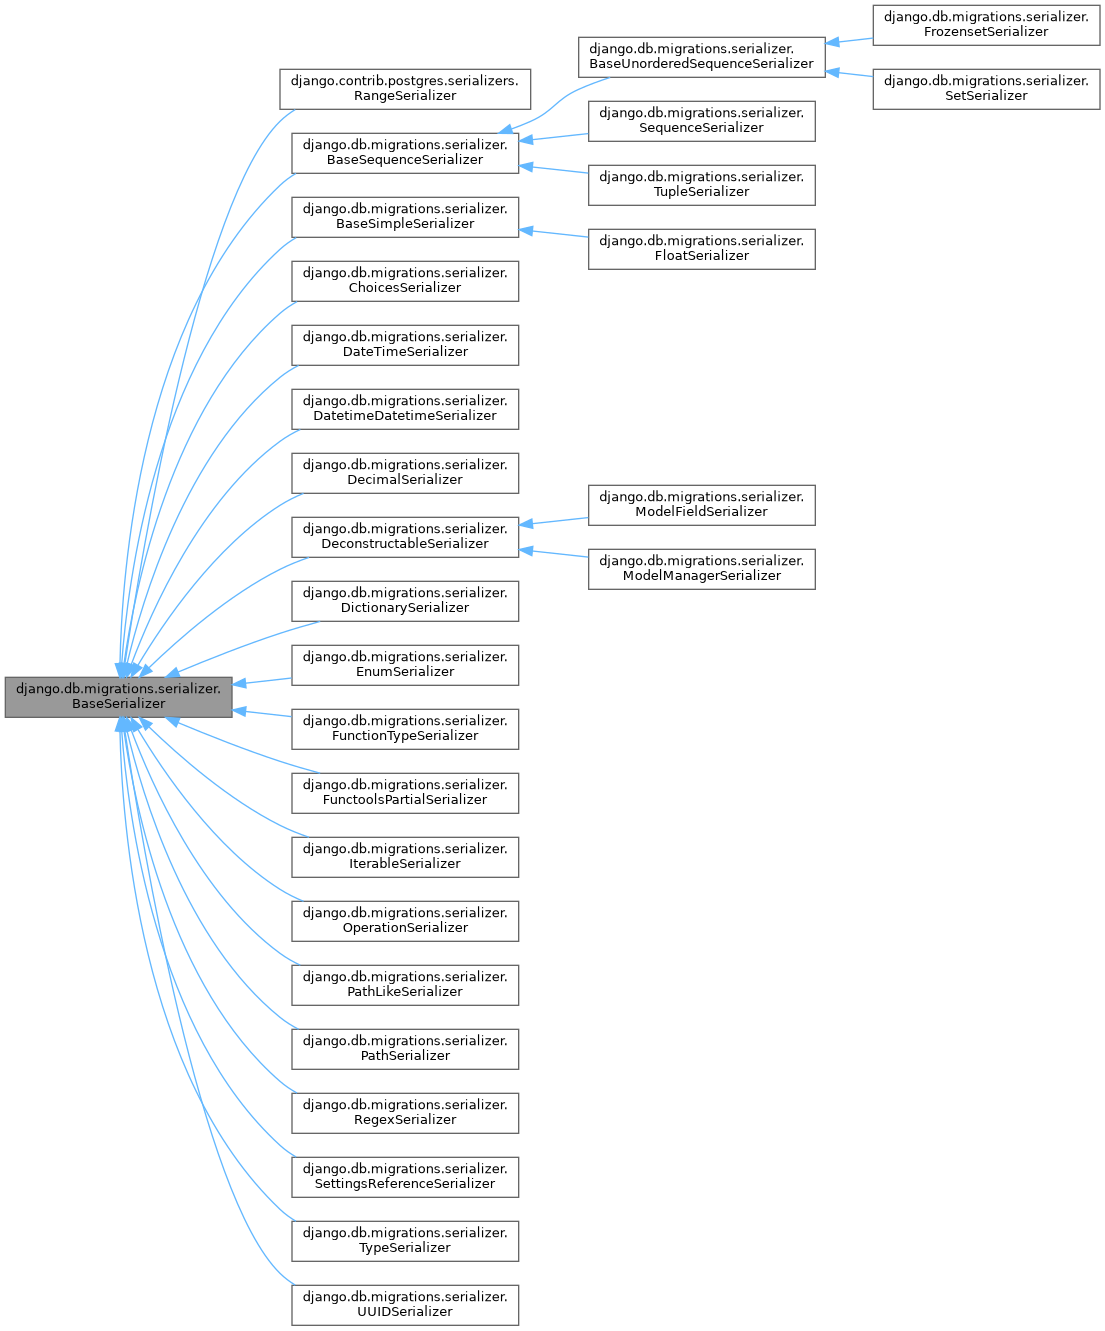 django.db.migrations.serializer.
BaseSerializer
django.contrib.postgres.serializers.
RangeSerializer
django.db.migrations.serializer.
BaseSequenceSerializer
django.db.migrations.serializer.
BaseSimpleSerializer
django.db.migrations.serializer.
ChoicesSerializer
django.db.migrations.serializer.
DateTimeSerializer
django.db.migrations.serializer.
DatetimeDatetimeSerializer
django.db.migrations.serializer.
DecimalSerializer
django.db.migrations.serializer.
DeconstructableSerializer
django.db.migrations.serializer.
DictionarySerializer
django.db.migrations.serializer.
EnumSerializer
django.db.migrations.serializer.
FunctionTypeSerializer
django.db.migrations.serializer.
FunctoolsPartialSerializer
django.db.migrations.serializer.
IterableSerializer
django.db.migrations.serializer.
OperationSerializer
django.db.migrations.serializer.
PathLikeSerializer
django.db.migrations.serializer.
PathSerializer
django.db.migrations.serializer.
RegexSerializer
django.db.migrations.serializer.
SettingsReferenceSerializer
django.db.migrations.serializer.
TypeSerializer
django.db.migrations.serializer.
UUIDSerializer
django.db.migrations.serializer.
BaseUnorderedSequenceSerializer
django.db.migrations.serializer.
SequenceSerializer
django.db.migrations.serializer.
TupleSerializer
django.db.migrations.serializer.
FloatSerializer
django.db.migrations.serializer.
ModelFieldSerializer
django.db.migrations.serializer.
ModelManagerSerializer
django.db.migrations.serializer.
FrozensetSerializer
django.db.migrations.serializer.
SetSerializer